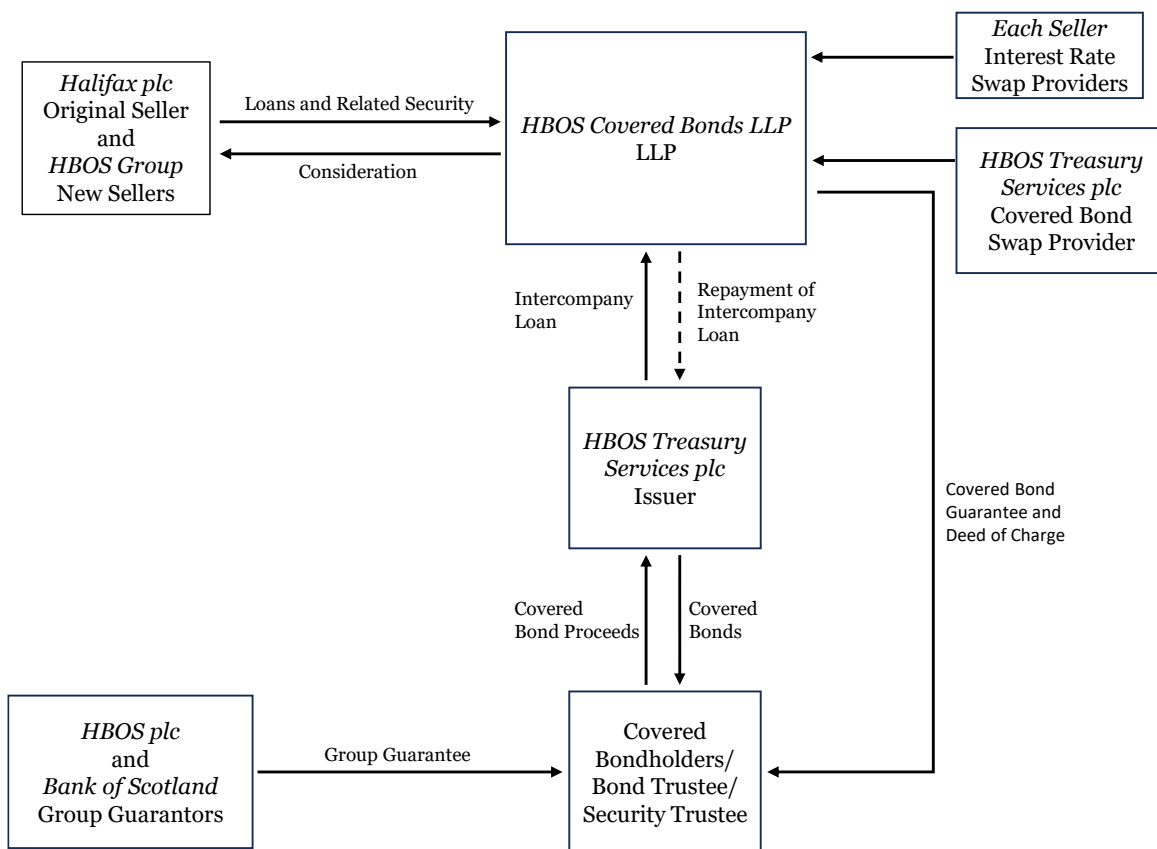 Halifax plc
Original Seller
and
HBOS Group
New Sellers
Loans and Related Security
Consideration
HBOS Covered Bonds LLP
LLP
Each Seller
Interest Rate
Swap Providers
HBOS Treasury
Services plc
Covered Bond
Swap Provider
Intercompany
Loan
Repayment of
Intercompany
Loan
HBOS Treasury
Services plc
Issuer
Covered Bond
Guarantee and
Deed of Charge
Covered
Bond Proceeds
Covered
Bonds
HBOS plc
and
Bank of Scotland
Group Guarantors
Group Guarantee
Covered
Bondholders/
Bond Trustee/
Security Trustee